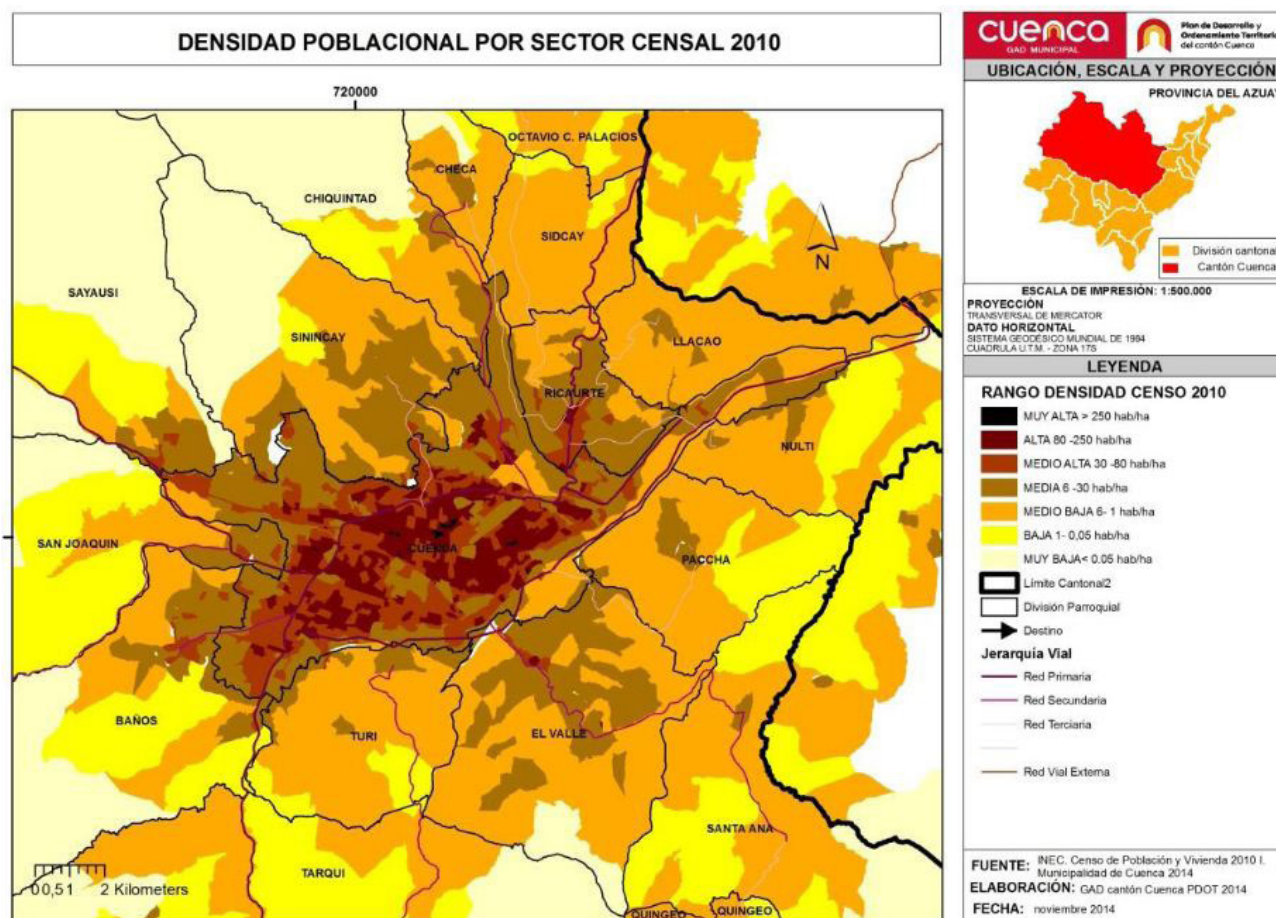 DENSIDAD POBLACIONAL POR SECTOR CENSAL 2010
720000
OCTAVIO C. PALACIOS
CHECA
CHIQUINTAD
SIDCAY
N
SAYAUSI
SININCAY
LLACAO
RICAURTE
NULTI
SAN JOAQUIN
CUENCA
PACCHA
BAÑOS
TURI
EL VALLE
SANTA ANA
TARQUI
QUINGEO
QUINGEO
00,51 2 Kilometers
cuenca
GAD MUNICIPAL
Plan de Desarrollo y
Ordenamiento Territoria
del cantón Cuenca
UBICACIÓN, ESCALA Y PROYECCIÓN
PROVINCIA DEL AZUAY
División cantonal
Cantón Cuenca
ESCALA DE IMPRESIÓN: 1:500.000
PROYECCIÓN
TRANSVERSAL DE MERCATOR
DATO HORIZONTAL
SISTEMA GEODÉSICO MUNDIAL DE 1984
CUADRULA U.T.M. - ZONA 17S
LEYENDA
RANGO DENSIDAD CENSO 2010
MUY ALTA > 250 hab/ha
ALTA 80 -250 hab/ha
MEDIO ALTA 30 -80 hab/ha
MEDIA 6 -30 hab/ha
MEDIO BAJA 6- 1 hab/ha
BAJA 1- 0,05 hab/ha
MUY BAJA< 0.05 hab/ha
Límite Cantonal2
División Parroquial
Destino
Jerarquía Vial
Red Primaria
Red Secundaria
Red Terciaria
Red Vial Externa
FUENTE: INEC. Censo de Población y Vivienda 2010 I.
Municipalidad de Cuenca 2014
ELABORACIÓN: GAD cantón Cuenca PDOT 2014
FECHA: noviembre 2014